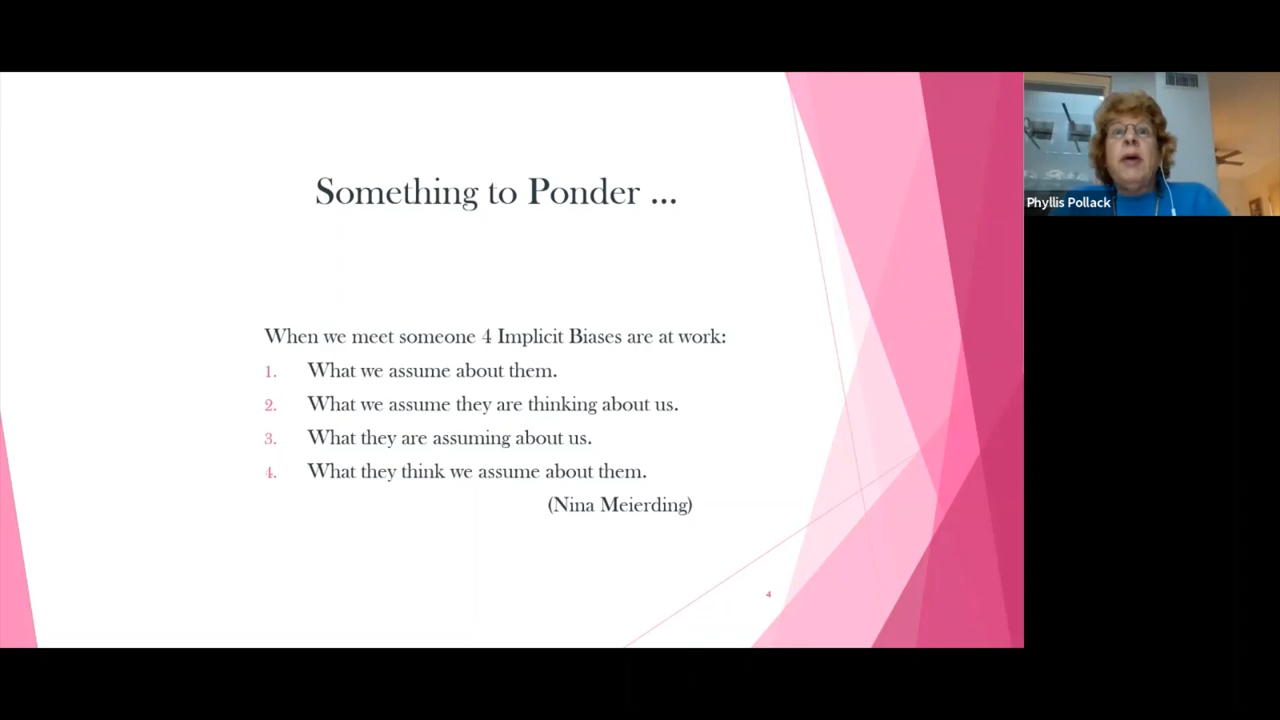 Something to Ponder ...
When we meet someone 4 Implicit Biases are at work:
1. What we assume about them.
2. What we assume they are thinking about us.
3. What they are assuming about us.
4. What they think we assume about them.
(Nina Meierding)
4
Phyllis Pollack